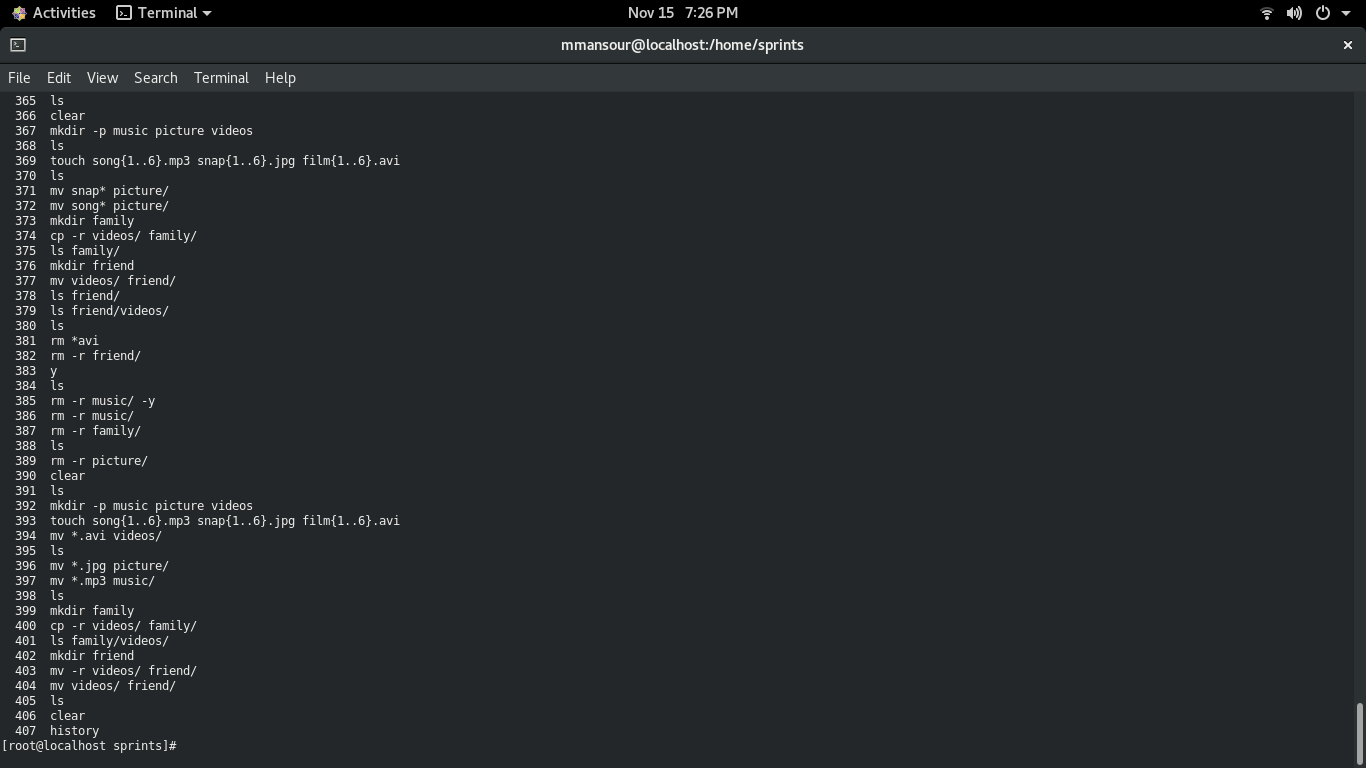 Activities Terminal Nov 15 7:26 PM
mmansour@localhost:/home/sprints ×
File Edit View Search Terminal Help
365 ls
366 clear
367 mkdir -p music picture videos
368 ls
369 touch song{1..6}.mp3 snap{1..6}.jpg film{1..6}.avi
370 ls
371 mv snap* picture/
372 mv song* picture/
373 mkdir family
374 cp -r videos/ family/
375 ls family/
376 mkdir friend
377 mv videos/ friend/
378 ls friend/
379 ls friend/videos/
380 ls
381 rm *avi
382 rm -r friend/
383 y
384 ls
385 rm -r music/ -y
386 rm -r music/
387 rm -r family/
388 ls
389 rm -r picture/
390 clear
391 ls
392 mkdir -p music picture videos
393 touch song{1..6}.mp3 snap{1..6}.jpg film{1..6}.avi
394 mv *.avi videos/
395 ls
396 mv *.jpg picture/
397 mv *.mp3 music/
398 ls
399 mkdir family
400 cp -r videos/ family/
401 ls family/videos/
402 mkdir friend
403 mv -r videos/ friend/
404 mv videos/ friend/
405 ls
406 clear
407 history
[root@localhost sprints]#